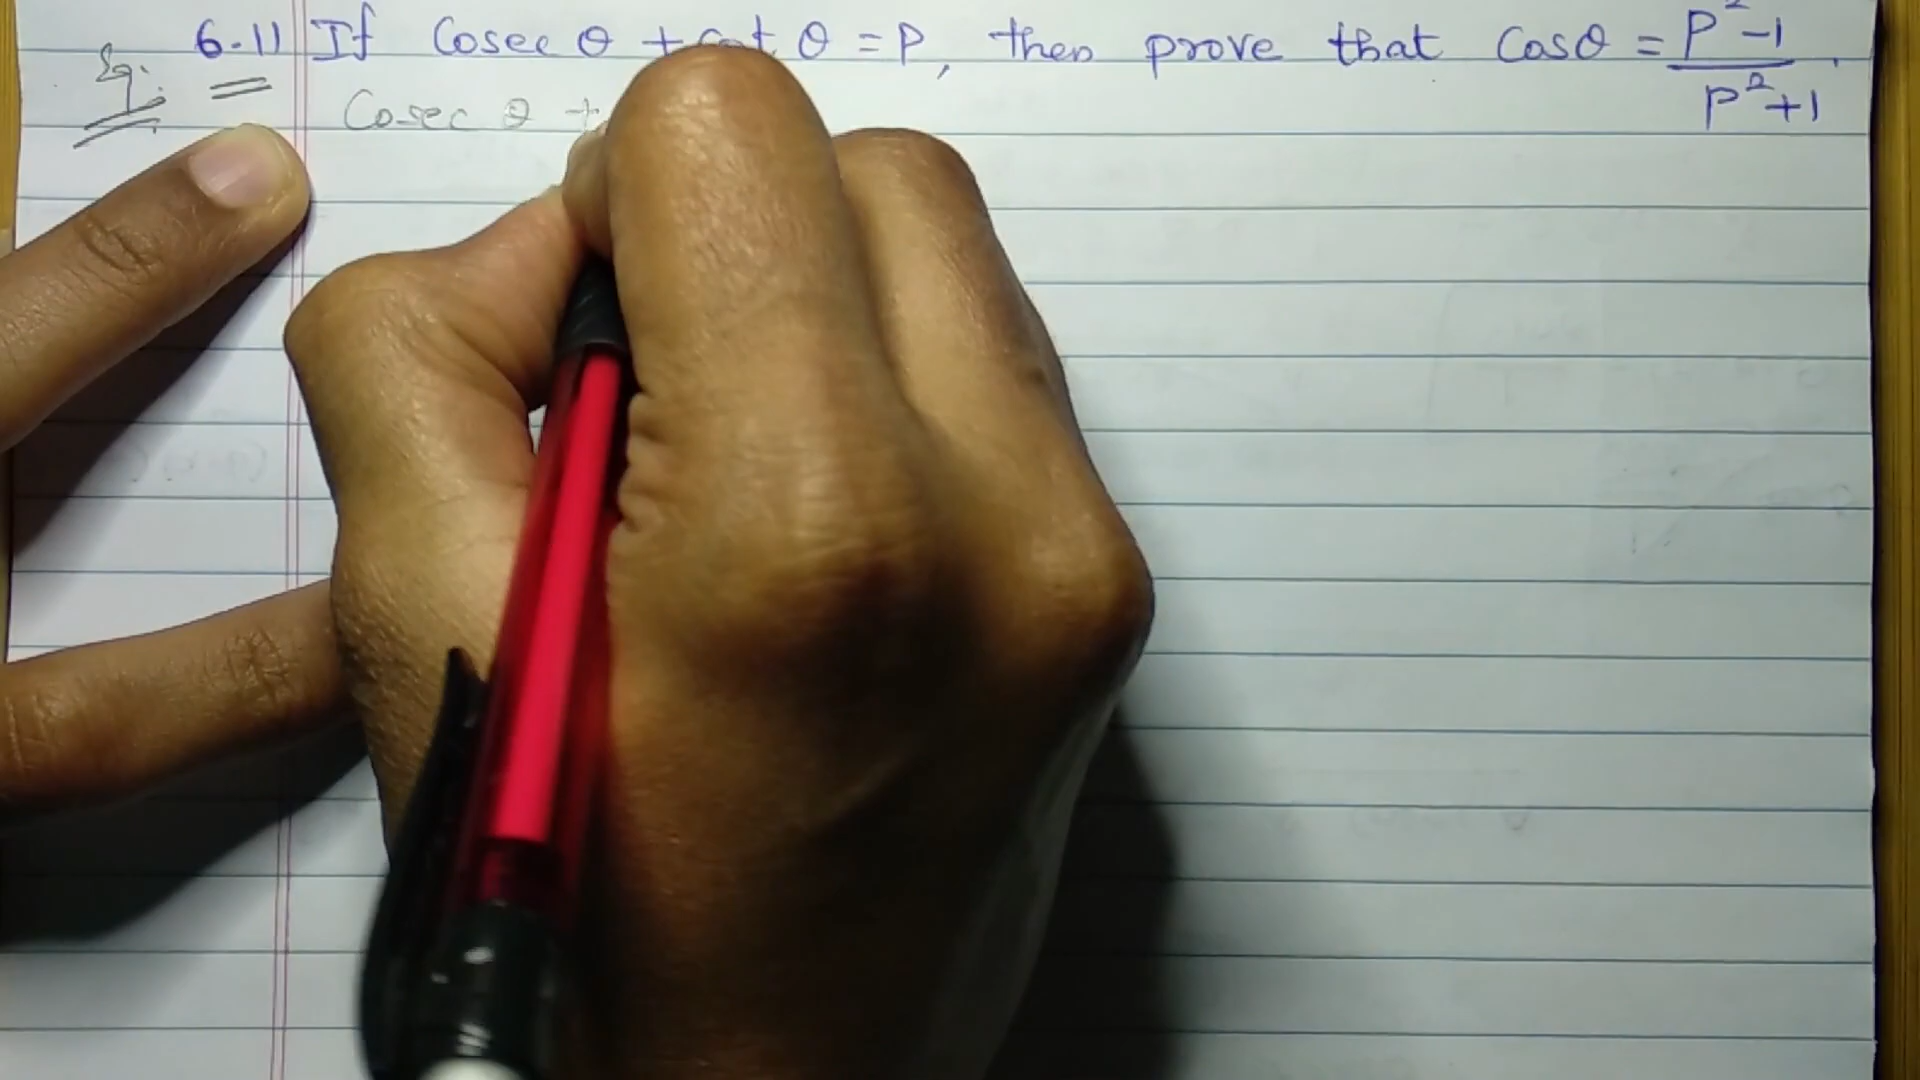 Eg. 6.11 If Cosec θ + Cot θ = P, then prove that Cosθ = P²-1 / P²+1.
Cosec θ +